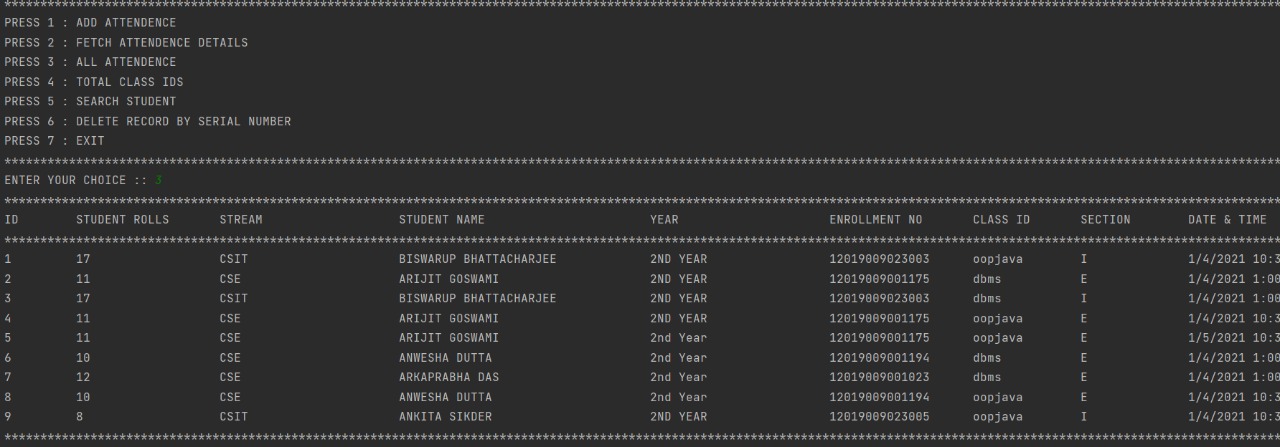 ********************************************************************************************************************************************************************************
PRESS 1 : ADD ATTENDENCE
PRESS 2 : FETCH ATTENDENCE DETAILS
PRESS 3 : ALL ATTENDENCE
PRESS 4 : TOTAL CLASS IDS
PRESS 5 : SEARCH STUDENT
PRESS 6 : DELETE RECORD BY SERIAL NUMBER
PRESS 7 : EXIT
********************************************************************************************************************************************************************************
ENTER YOUR CHOICE :: 3
********************************************************************************************************************************************************************************
ID STUDENT ROLLS STREAM STUDENT NAME YEAR ENROLLMENT NO CLASS ID SECTION DATE & TIME
********************************************************************************************************************************************************************************
1 17 CSIT BISWARUP BHATTACHARJEE 2ND YEAR 12019009023003 oopjava I 1/4/2021 10:3
2 11 CSE ARIJIT GOSWAMI 2ND YEAR 12019009001175 dbms E 1/4/2021 1:00
3 17 CSIT BISWARUP BHATTACHARJEE 2ND YEAR 12019009023003 dbms I 1/4/2021 1:00
4 11 CSE ARIJIT GOSWAMI 2ND YEAR 12019009001175 oopjava E 1/4/2021 10:3
5 11 CSE ARIJIT GOSWAMI 2nd Year 12019009001175 oopjava E 1/5/2021 10:3
6 10 CSE ANWESHA DUTTA 2nd Year 12019009001194 dbms E 1/4/2021 1:00
7 12 CSE ARKAPRABHA DAS 2nd Year 12019009001023 dbms E 1/4/2021 1:00
8 10 CSE ANWESHA DUTTA 2nd Year 12019009001194 oopjava E 1/4/2021 10:3
9 8 CSIT ANKITA SIKDER 2ND YEAR 12019009023005 oopjava I 1/4/2021 10:3
********************************************************************************************************************************************************************************